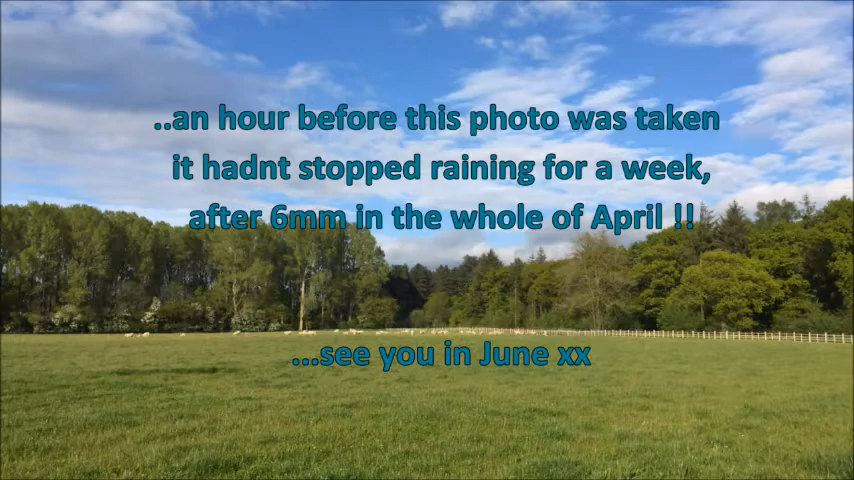 ..an hour before this photo was taken
it hadnt stopped raining for a week,
after 6mm in the whole of April !!
...see you in June xx